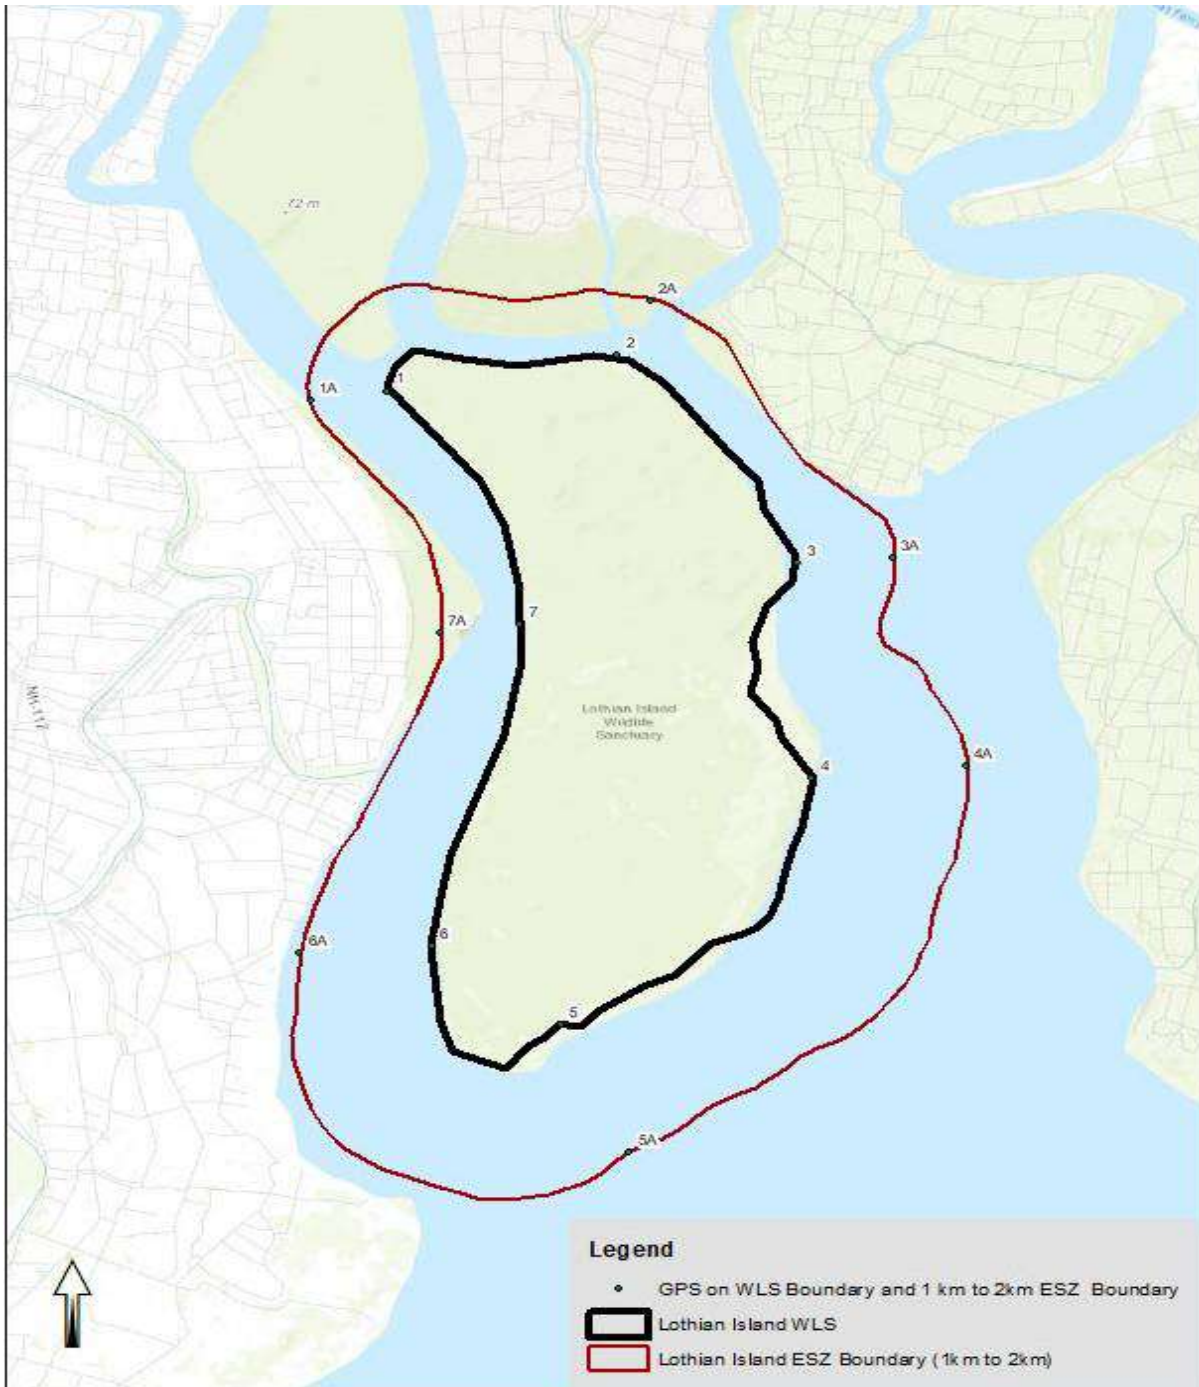 72 m
2A
2
1
1A
3
3A
7
7A
Lothian Island
Wildlife
Sanctuary
NH-117
4A
4
6
6A
5
5A
Legend
GPS on WLS Boundary and 1 km to 2km ESZ Boundary
Lothian Island WLS
Lothian Island ESZ Boundary (1km to 2km)